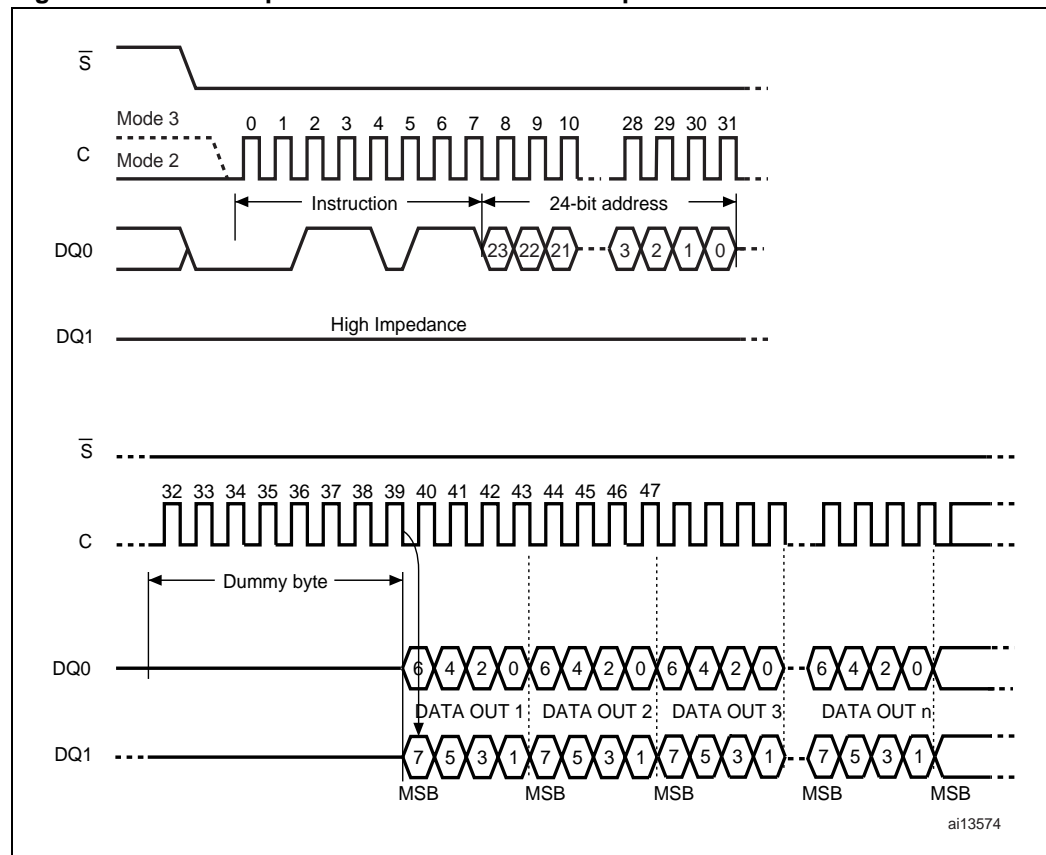 S
Mode 3
0 1 2 3 4 5 6 7 8 9 10 28 29 30 31
C
Mode 2
Instruction
24-bit address
DQ0
23 22 21 3 2 1 0
High Impedance
DQ1
S
32 33 34 35 36 37 38 39 40 41 42 43 44 45 46 47
C
Dummy byte
DQ0
6 4 2 0 6 4 2 0 6 4 2 0 6 4 2 0
DATA OUT 1 DATA OUT 2 DATA OUT 3 DATA OUT n
DQ1
7 5 3 1 7 5 3 1 7 5 3 1 7 5 3 1
MSB MSB MSB MSB MSB
ai13574